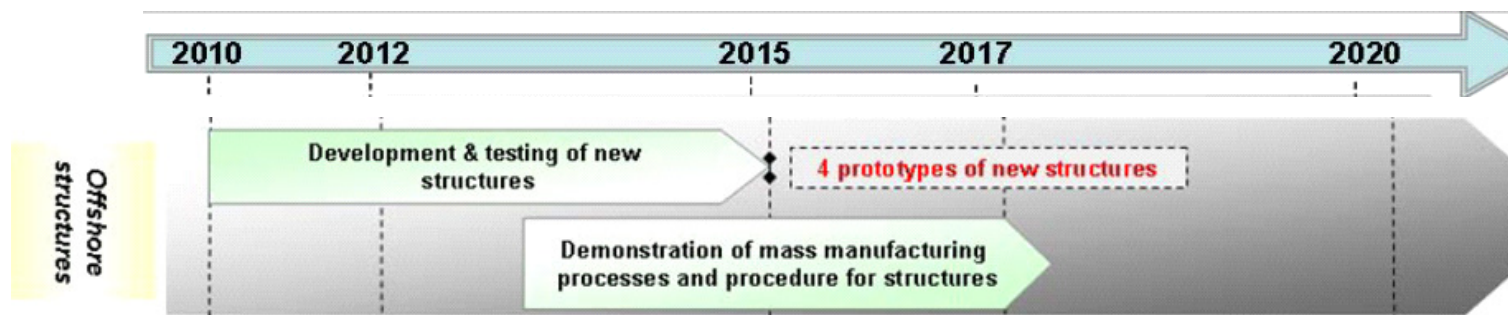 2010 2012 2015 2017 2020
Offshore
structures
Development & testing of new
structures
4 prototypes of new structures
Demonstration of mass manufacturing
processes and procedure for structures